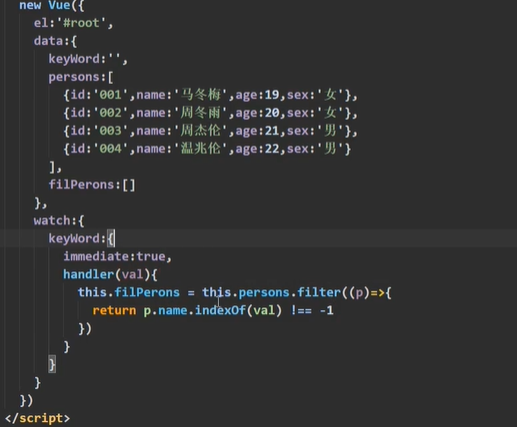 new Vue({
el:'#root',
data:{
keyWord:'',
persons:[
{id:'001',name:'马冬梅',age:19,sex:'女'},
{id:'002',name:'周冬雨',age:20,sex:'女'},
{id:'003',name:'周杰伦',age:21,sex:'男'},
{id:'004',name:'温兆伦',age:22,sex:'男'}
],
filPerons:[]
},
watch:{
keyWord:{
immediate:true,
handler(val){
this.filPerons = this.persons.filter((p)=>{
return p.name.indexOf(val) !== -1
})
}
}
}
})
</script>